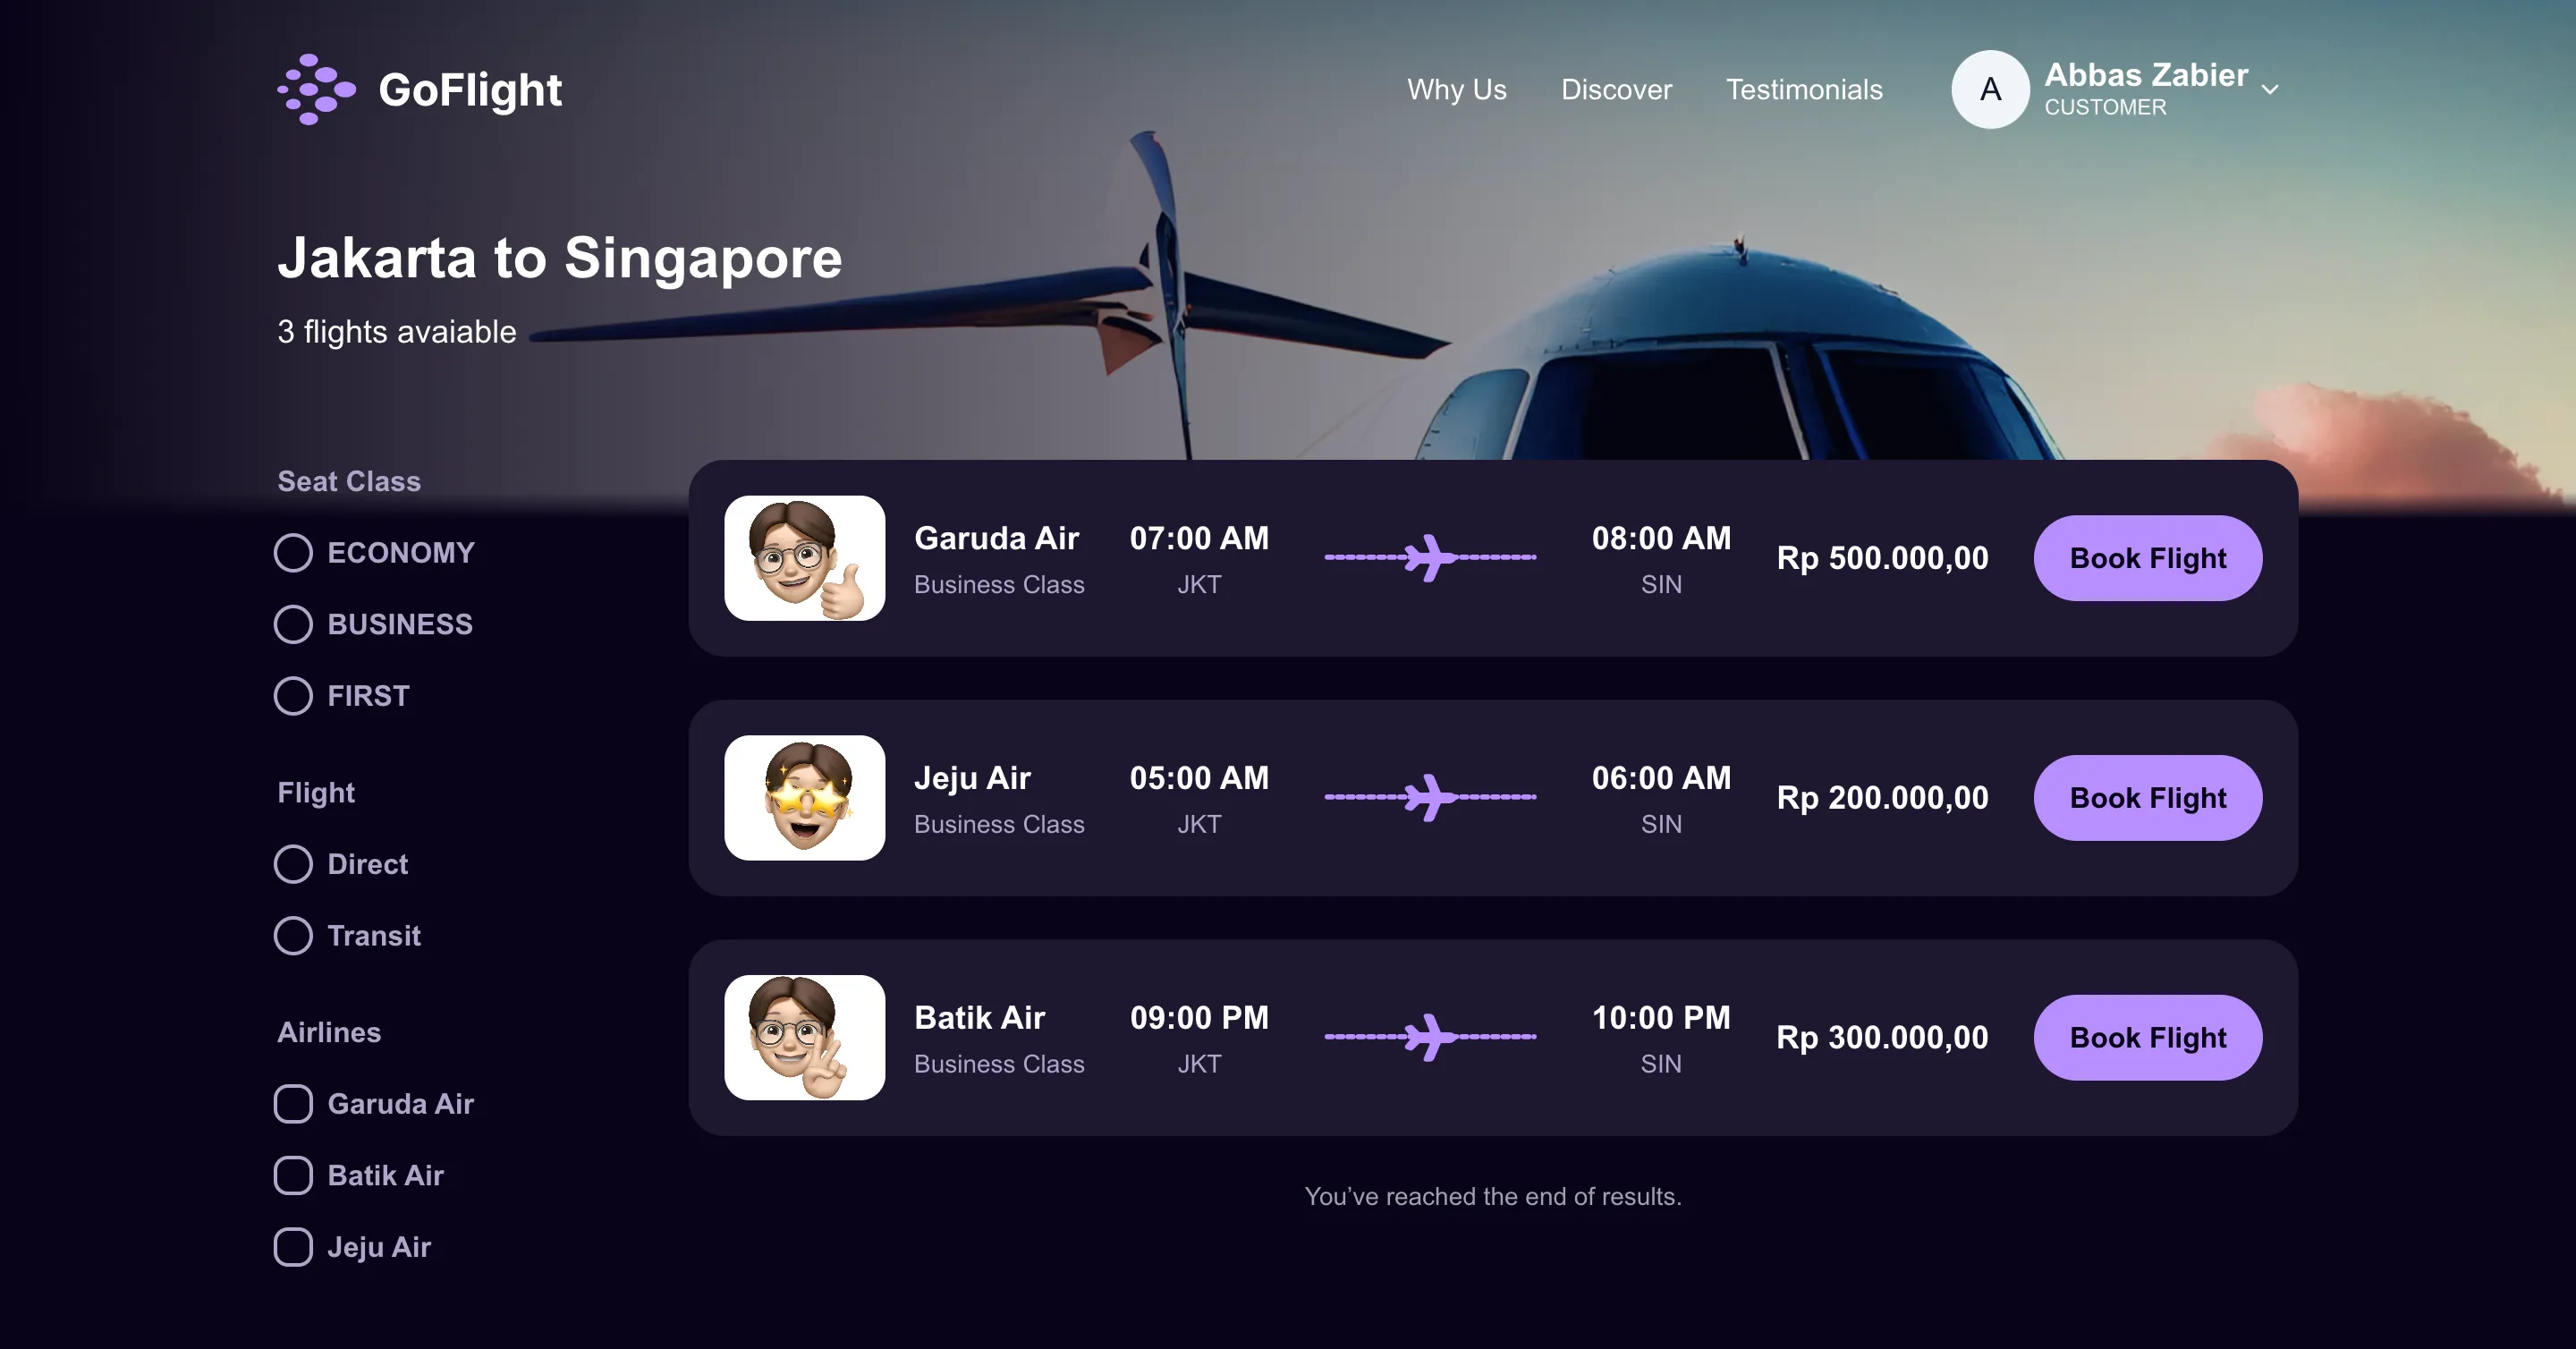 GoFlight
Why Us
Discover
Testimonials
A
Abbas Zabier
CUSTOMER
Jakarta to Singapore
3 flights avaiable
Seat Class
ECONOMY
BUSINESS
FIRST
Flight
Direct
Transit
Airlines
Garuda Air
Batik Air
Jeju Air
Garuda Air
Business Class
07:00 AM
JKT
08:00 AM
SIN
Rp 500.000,00
Book Flight
Jeju Air
Business Class
05:00 AM
JKT
06:00 AM
SIN
Rp 200.000,00
Book Flight
Batik Air
Business Class
09:00 PM
JKT
10:00 PM
SIN
Rp 300.000,00
Book Flight
You’ve reached the end of results.